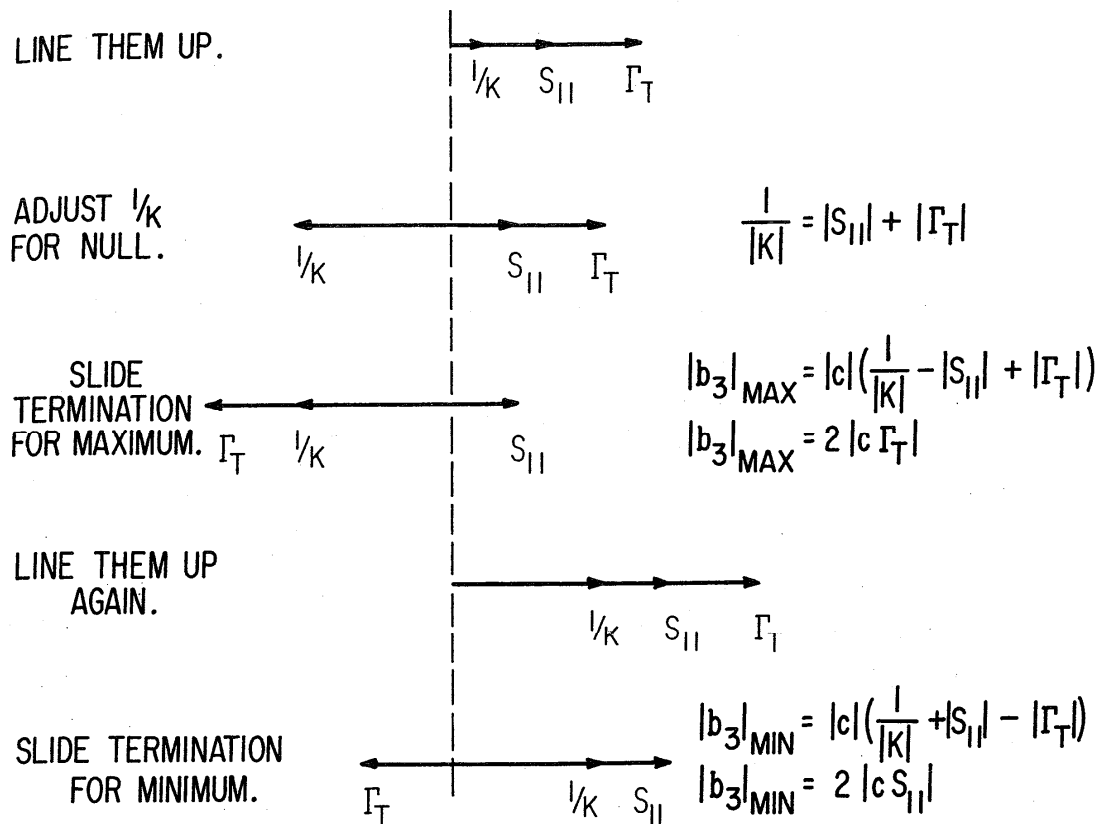 LINE THEM UP.
1/K S11 ΓT
ADJUST 1/K
FOR NULL.
1/K S11 ΓT
1/|K| = |S11| + |ΓT|
SLIDE
TERMINATION
FOR MAXIMUM.
ΓT 1/K S11
|b3|MAX = |c|(1/|K| - |S11| + |ΓT|)
|b3|MAX = 2 |c ΓT|
LINE THEM UP
AGAIN.
1/K S11 ΓI
SLIDE TERMINATION
FOR MINIMUM.
ΓT 1/K S11
|b3|MIN = |c|(1/|K| +|S11| - |ΓT|)
|b3|MIN = 2 |c S11|